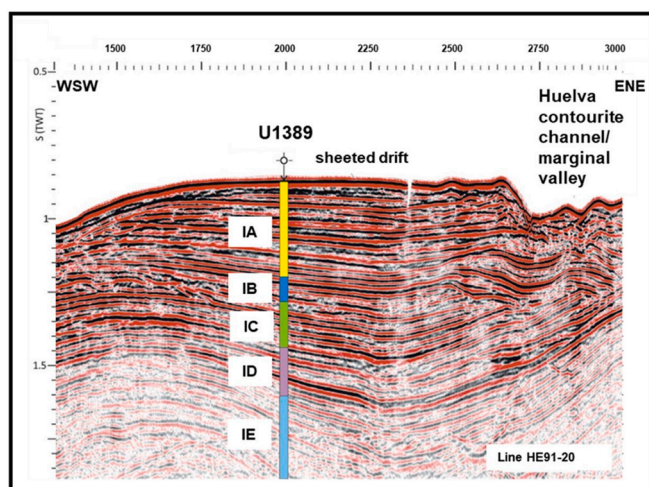 1500 1750 2000 2250 2500 2750 3000
0.5
WSW
ENE
S (TWT)
U1389
sheeted drift
Huelva
contourite
channel/
marginal
valley
1
IA
IB
IC
1.5
ID
IE
Line HE91-20